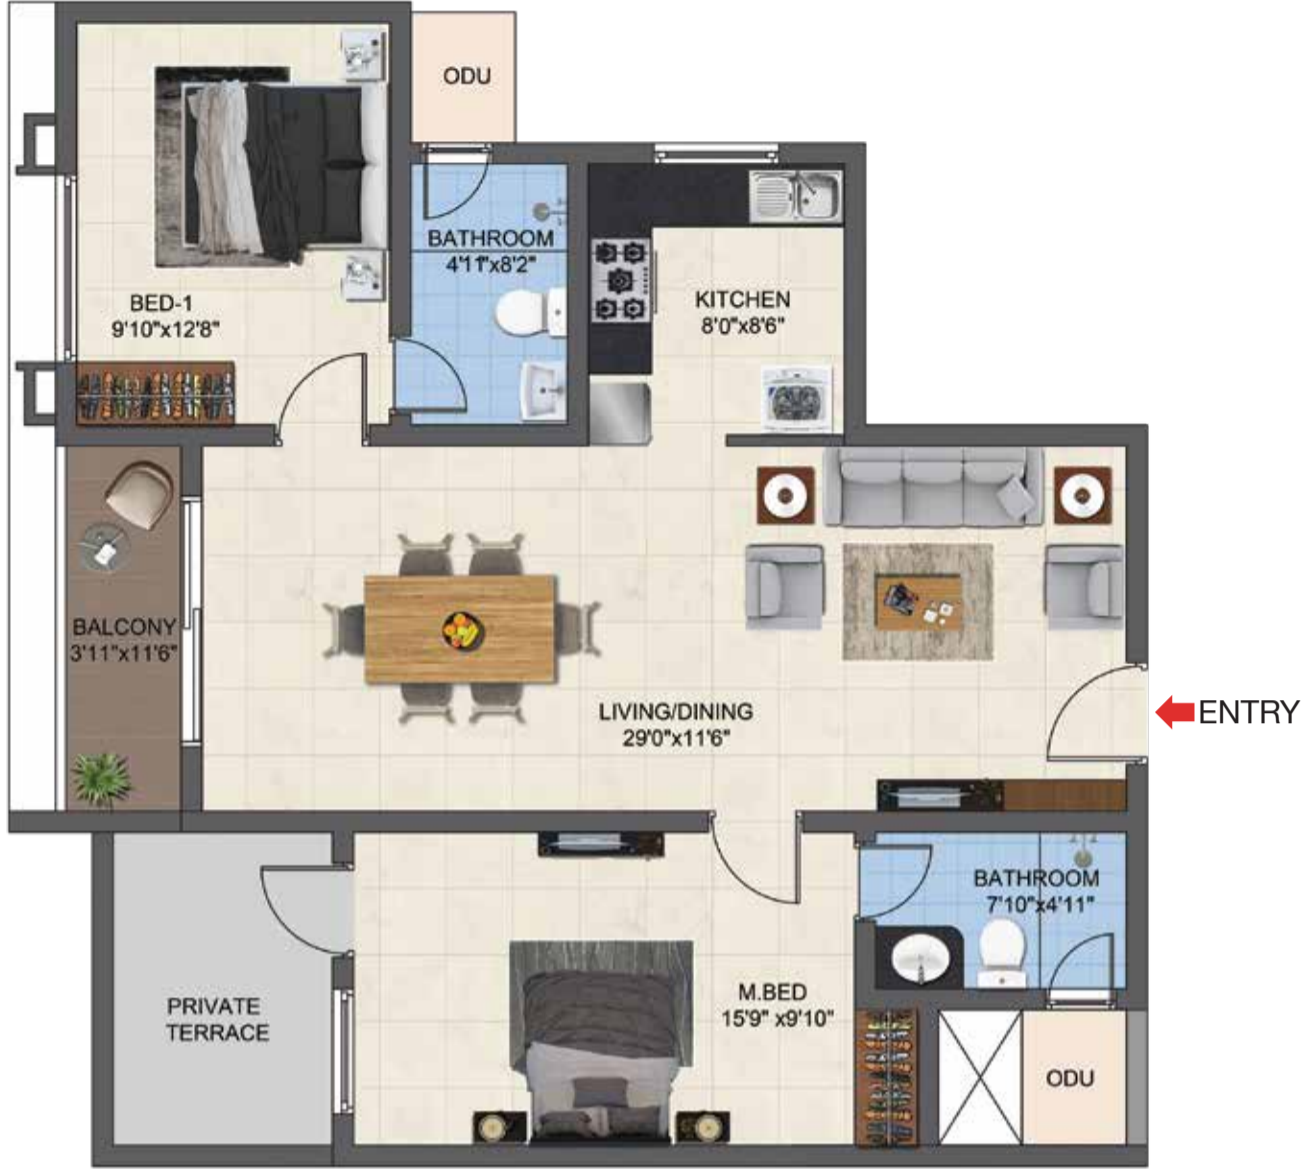 ODU
BATHROOM
4'11"x8'2"
BED-1
9'10"x12'8"
KITCHEN
8'0"x8'6"
BALCONY
3'11"x11'6"
LIVING/DINING
29'0"x11'6"
ENTRY
BATHROOM
7'10"x4'11"
M.BED
15'9" x9'10"
PRIVATE
TERRACE
ODU